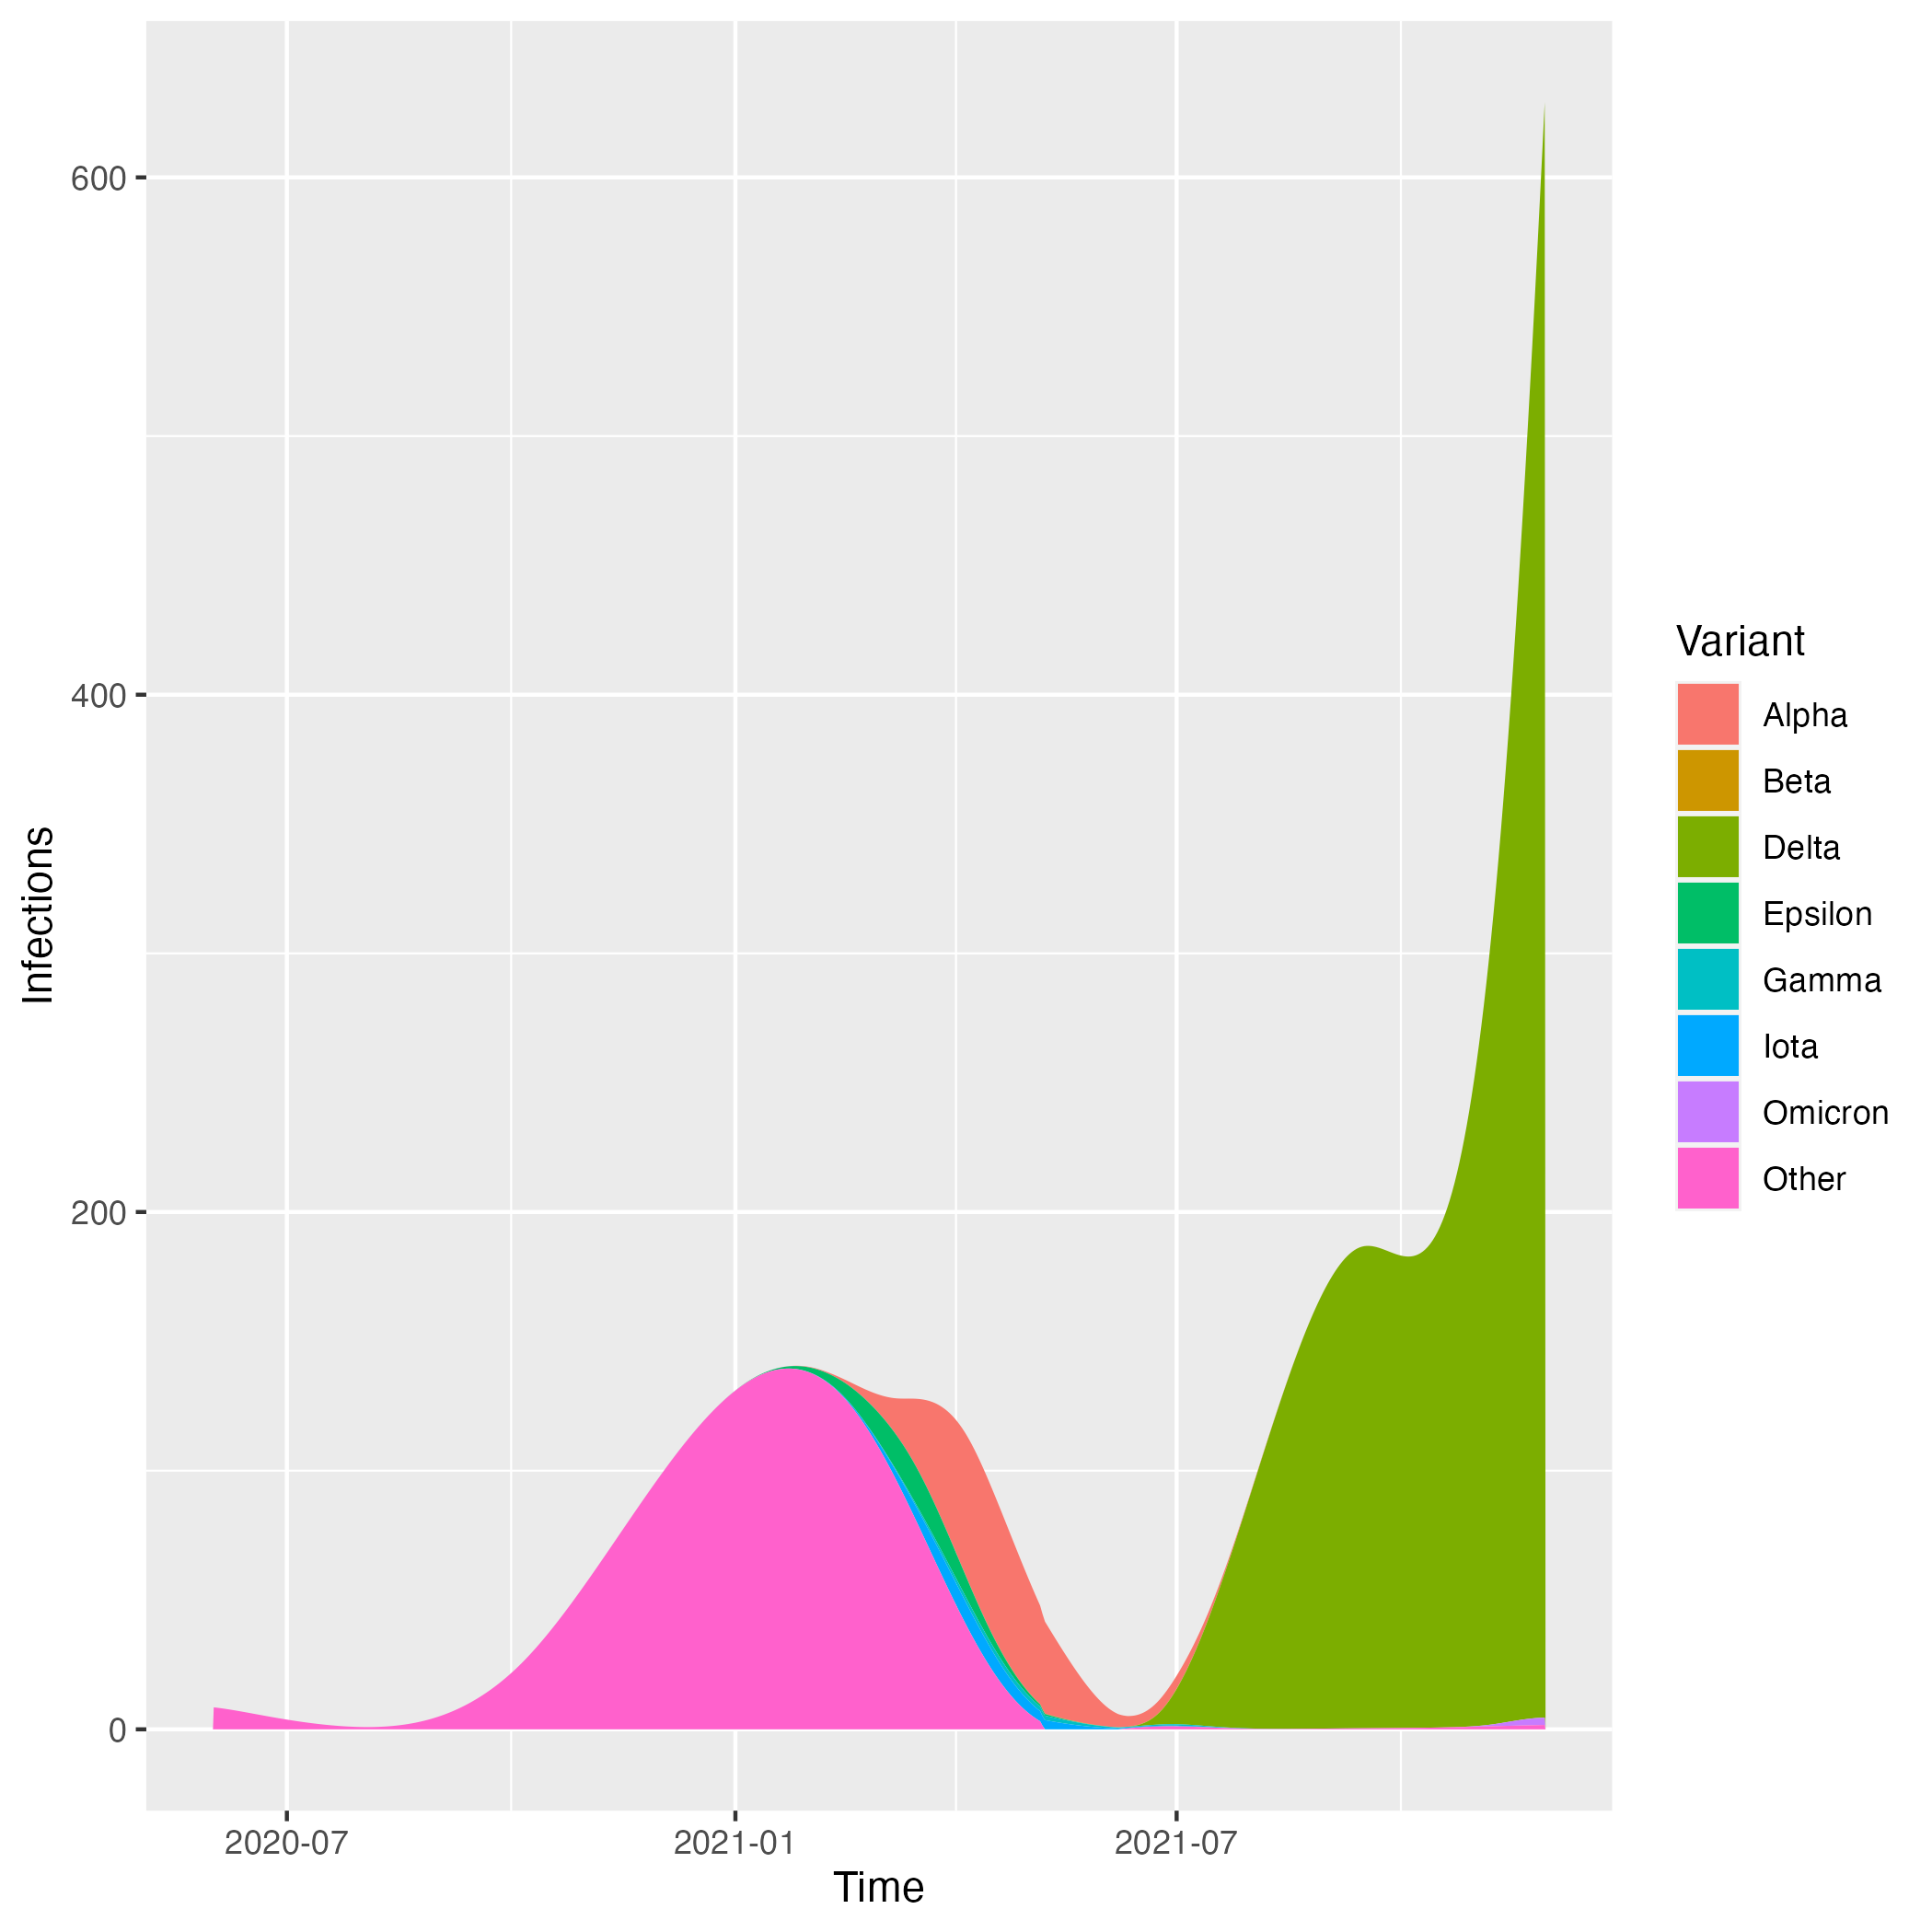 Infections
600
400
200
0
2020-07
2021-01
2021-07
Time
Variant
Alpha
Beta
Delta
Epsilon
Gamma
Iota
Omicron
Other